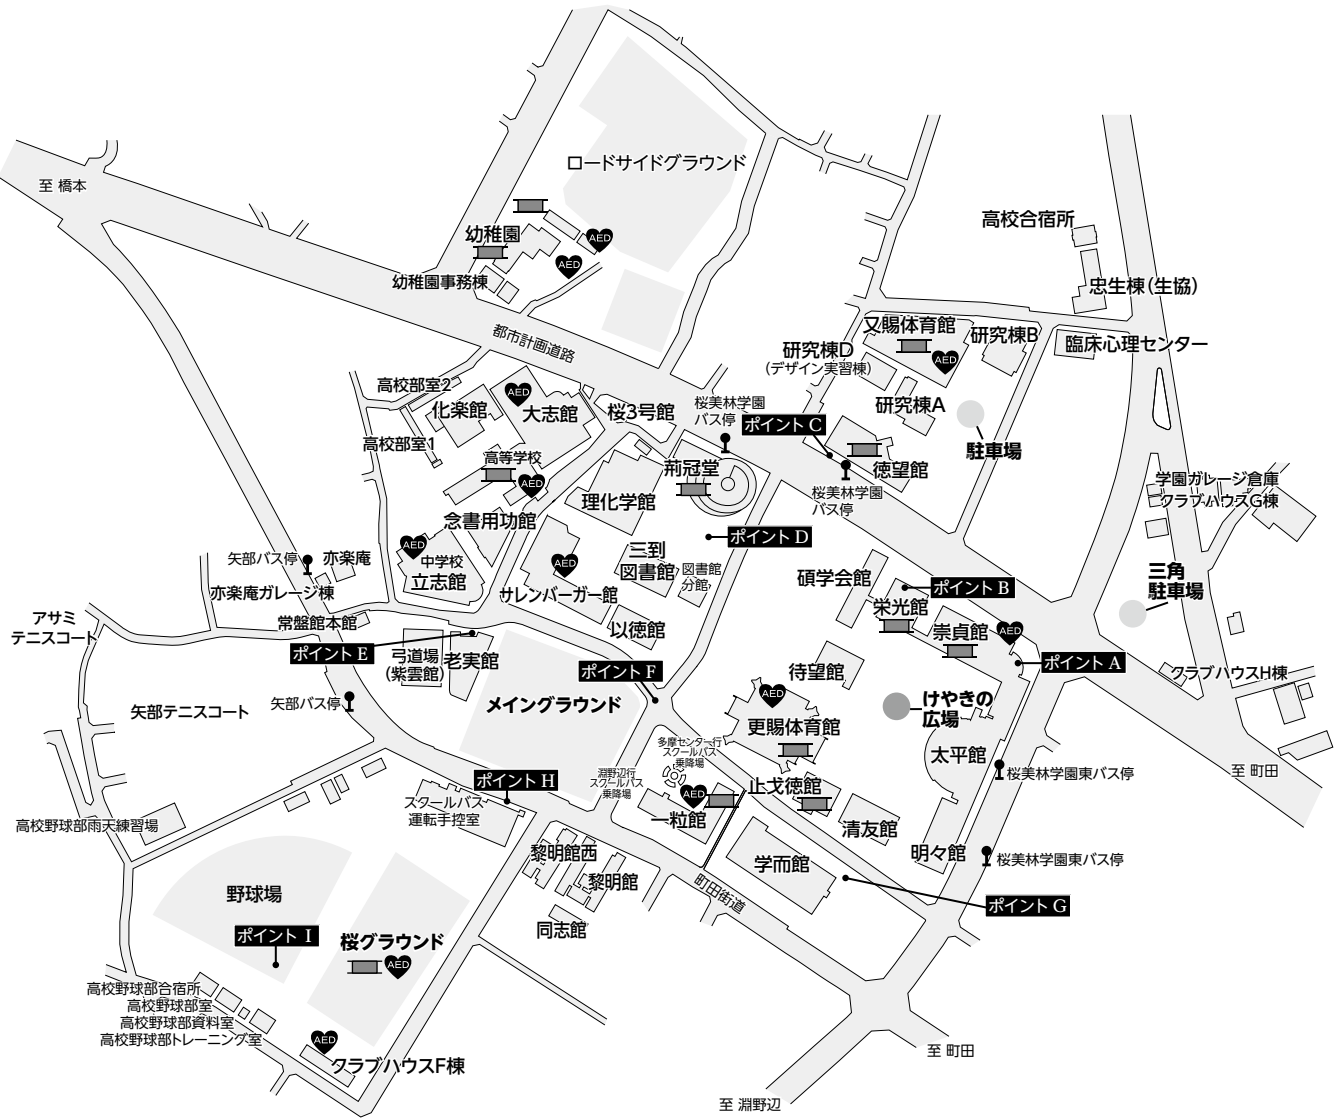 ロードサイドグラウンド
至 橋本
高校合宿所
幼稚園
AED
AED
幼稚園事務棟
忠生棟(生協)
都市計画道路
又賜体育館
研究棟B
臨床心理センター
研究棟D
(デザイン実習棟)
AED
高校部室2
AED
化楽館
大志館
桜3号館
桜美林学園
バス停
研究棟A
ポイント C
駐車場
高校部室1
高等学校
AED
荊冠堂
徳望館
桜美林学園
バス停
学園ガレージ倉庫
クラブハウスG棟
理化学館
念書用功館
ポイント D
AED
中学校
立志館
矢部バス停
亦楽庵
亦楽庵ガレージ棟
AED
サレンバーガー館
三到
図書館
図書館
分館
碩学会館
ポイント B
栄光館
三角
駐車場
アサミ
テニスコート
常盤館本館
以徳館
崇貞館
AED
ポイント E
弓道場
(紫雲館)
老実館
ポイント F
待望館
ポイント A
クラブハウスH棟
矢部バス停
矢部テニスコート
メイングラウンド
AED
更賜体育館
けやきの
広場
多摩センター行
スクールバス
乗降場
太平館
至 町田
桜美林学園東バス停
ポイント H
淵野辺行
スクールバス
乗降場
上戈徳館
AED
スクールバス
運転手控室
一粒館
高校野球部雨天練習場
清友館
明々館
桜美林学園東バス停
黎明館西
学而館
黎明館
町田街道
野球場
ポイント G
ポイント I
桜グラウンド
AED
同志館
高校野球部合宿所
高校野球部室
高校野球部資料室
高校野球部トレーニング室
AED
クラブハウスF棟
至 町田
至 淵野辺